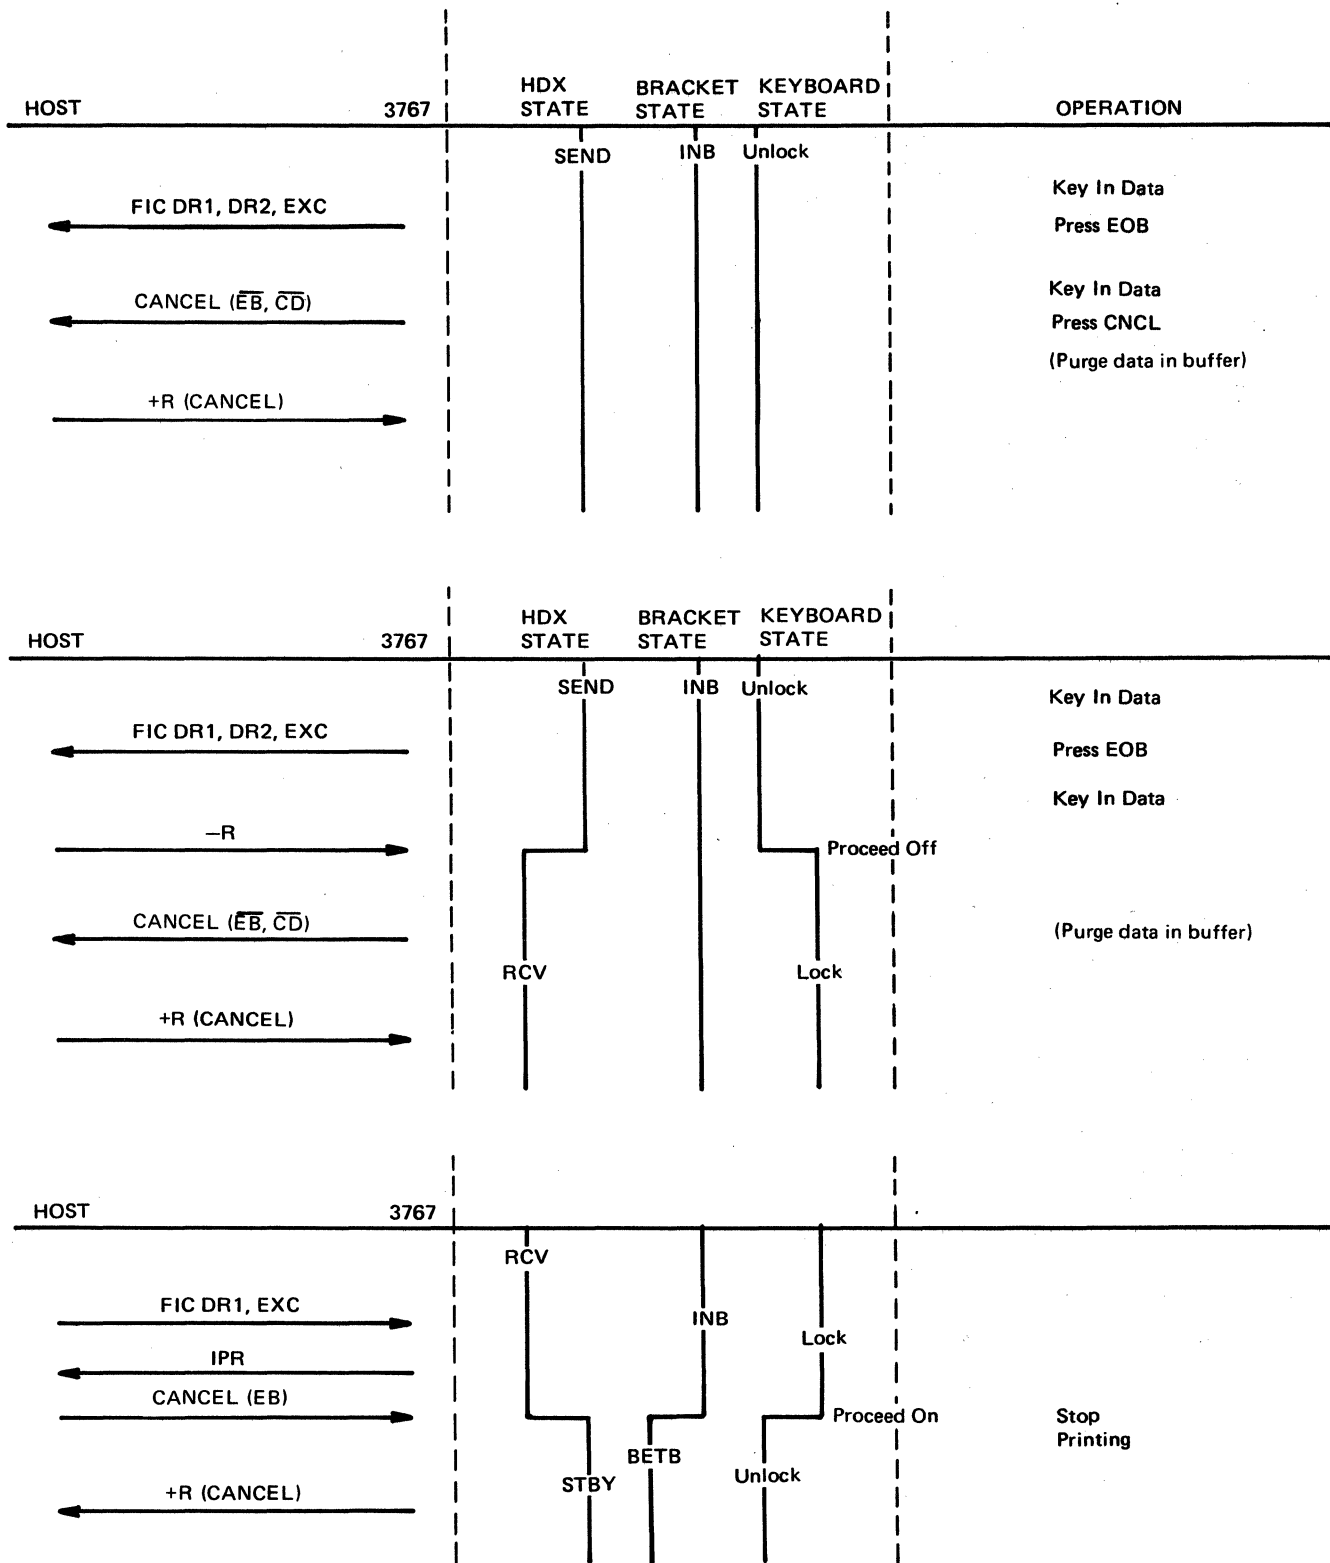 HOST 3767 HDX STATE BRACKET STATE KEYBOARD STATE OPERATION
SEND INB Unlock
Key In Data
FIC DR1, DR2, EXC Press EOB
Key In Data
CANCEL (E̅B̅, C̅D̅) Press CNCL
(Purge data in buffer)
+R (CANCEL)
HOST 3767 HDX STATE BRACKET STATE KEYBOARD STATE
SEND INB Unlock Key In Data
FIC DR1, DR2, EXC Press EOB
Key In Data
—R Proceed Off
CANCEL (E̅B̅, C̅D̅) (Purge data in buffer)
RCV Lock
+R (CANCEL)
HOST 3767
RCV
FIC DR1, EXC INB
Lock
IPR
CANCEL (EB) Proceed On Stop
Printing
BETB
STBY Unlock
+R (CANCEL)